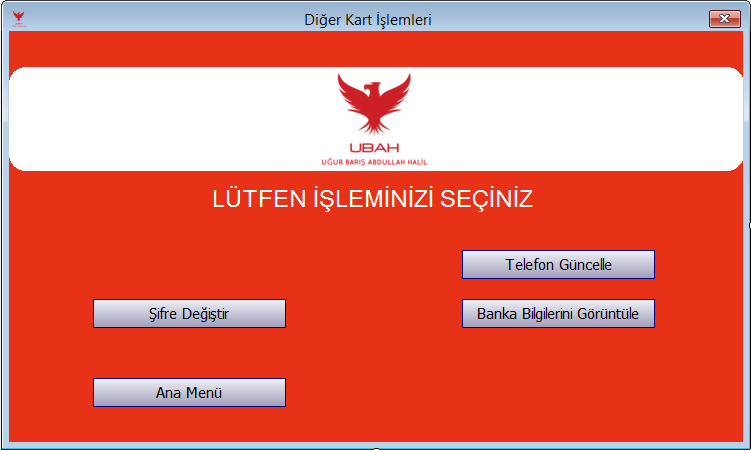 Diğer Kart İşlemleri
UBAH
UĞUR BARIŞ ABDULLAH HALİL
LÜTFEN İŞLEMİNİZİ SEÇİNİZ
Telefon Güncelle
Şifre Değiştir
Banka Bilgilerini Görüntüle
Ana Menü